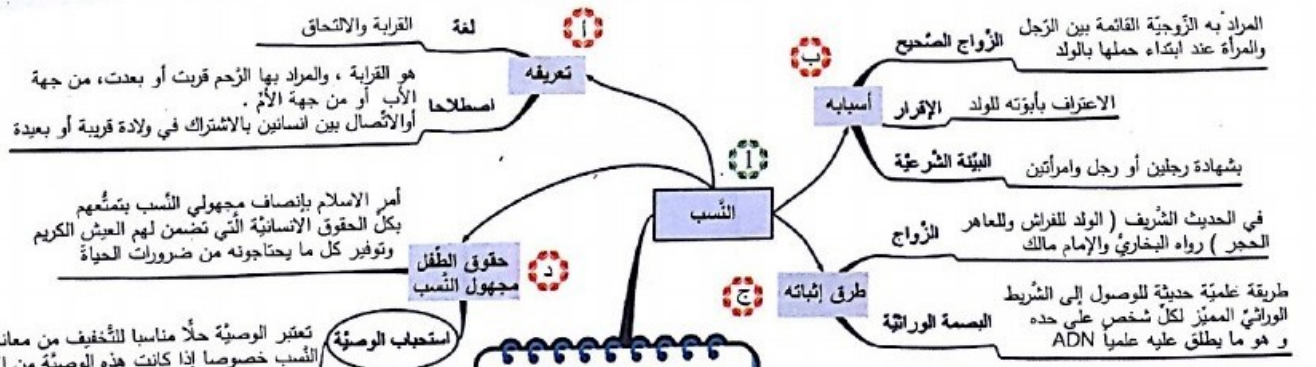 1
النَّسب
أ
تعريفه
لغة
القرابة والالتحاق
اصطلاحا
هو القرابة ، والمراد بها الرَّحم قربت أو بعدت، من جهة
الأب أو من جهة الأمّ .
أوالاتّصال بين انسانين بالاشتراك في ولادة قريبة أو بعيدة
ب
أسبابه
الزّواج الصّحيح
المراد به الزَّوجيّة القائمة بين الرّجل
والمرأة عند ابتداء حملها بالولد
الإقرار
الاعتراف بأبوّته للولد
البيّنة الشَّرعيّة
بشهادة رجلين أو رجل وامرأتين
ج
طرق إثباته
الزَّواج
في الحديث الشَّريف ( الولد للفراش وللعاهر
الحجر ) رواه البخاريّ والإمام مالك
البصمة الوراثيّة
طريقة علميّة حديثة للوصول إلى الشَّريط
الوراثيّ المميّز لكلّ شخص على حده
و هو ما يطلق عليه علمياً ADN
د
حقوق الطّفل
مجهول النَّسب
أمر الاسلام بإنصاف مجهولي النَّسب بتمتُّعهم
بكلّ الحقوق الانسانيّة الَّتي تضمن لهم العيش الكريم
وتوفير كل ما يحتاجونه من ضرورات الحياة
استحباب الوصيّة
تعتبر الوصيّة حلًّا مناسبا للتَّخفيف من
النَّسب خصوصا إذا كانت هذه الوصيّة من